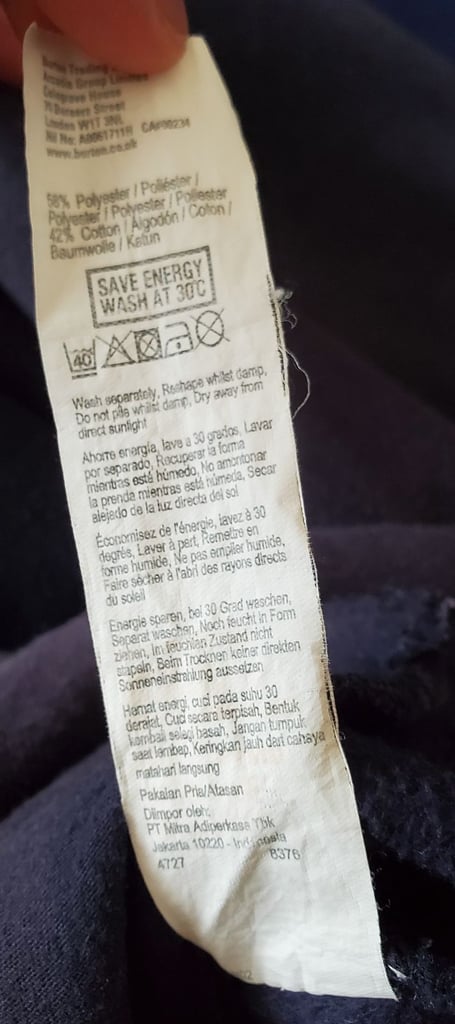 Burton Trading
Arcadia Group Limited
Colegrave House
70 Berners Street
London W1T 3NL
www.burton.co.uk
58% Polyester / Poliéster /
Polyester / Polyester / Poliester
42% Cotton / Algodón / Coton /
Baumwolle / Katun
SAVE ENERGY
WASH AT 30°C
40°
Wash separately, Reshape whilst damp,
Do not pile whilst damp, Dry away from
direct sunlight
Ahorre energía, lave a 30 grados, Lavar
por separado, Recuperar la forma
mientras esté húmedo, No amontonar
la prenda mientras esté húmeda, Secar
alejado de la luz directa del sol
Économisez de l'énergie, lavez à 30
degrés, Laver à part, Remettre en
forme humide, Ne pas empiler humide,
Faire sécher à l'abri des rayons directs
du soleil
Energie sparen, bei 30 Grad waschen,
Separat waschen, Noch feucht in Form
ziehen, Im feuchten Zustand nicht
stapeln, Beim Trocknen keiner direkten
Sonneneinstrahlung aussetzen
Hemat energi, cuci pada suhu 30
derajat, Cuci secara terpisah, Bentuk
kembali selagi basah, Jangan tumpuk
saat lembap, Keringkan jauh dari cahaya
matahari langsung
Pakaian Pria/Atasan
Diimpor oleh:
PT Mitra Adiperkasa Tbk
Jakarta 10220 - Indonesia
4727 8376